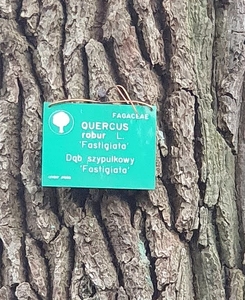 FAGACEAE
QUERCUS
robur L.
'Fastigiata'
Dąb szypułkowy
'Fastigiata'